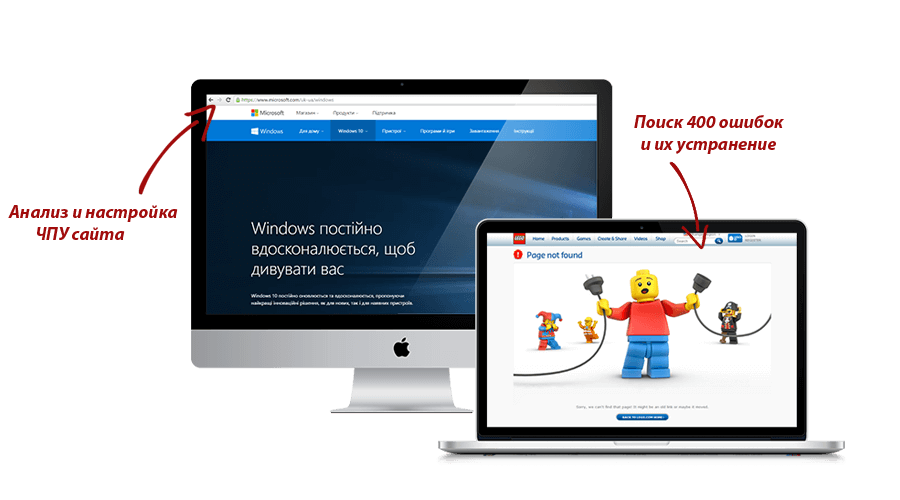 https://www.microsoft.com/uk-ua/windows
Microsoft Магазин Продукти Підтримка
Windows Для дому Windows 10 Пристрої Програми й ігри Завантаження Інструкції
Windows постійно
вдосконалюється, щоб
дивувати вас
Windows 10 постійно оновлюється та вдосконалюється, пропонуючи
найкращі інноваційні рішення, як для нових, так і для наявних пристроїв.
Анализ и настройка
ЧПУ сайта
Поиск 400 ошибок
и их устранение
LEGO Home Products Games Create & Share Videos Shop
Search
Page not found
Sorry, we can't find that page! It might be an old link or maybe it moved.
BACK TO LEGO.COM HOME